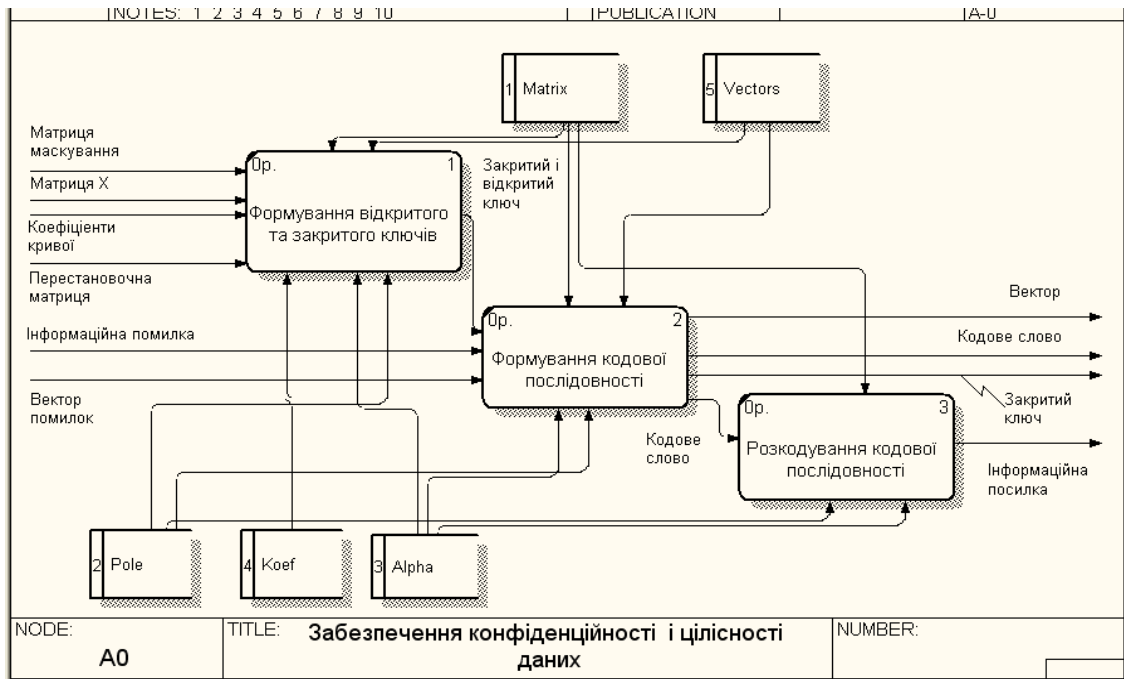 NOTES: 1 2 3 4 5 6 7 8 9 10 PUBLICATION A-0
1 Matrix
5 Vectors
Матриця
маскування
Матриця X
Коефіціенти
кривої
Перестановочна
матриця
0р. 1
Формування відкритого
та закритого ключів
Закритий і
відкритий
ключ
Інформаційна помилка
Вектор
помилок
0р. 2
Формування кодової
послідовності
Вектор
Кодове слово
Закритий
ключ
Кодове
слово
0р. 3
Розкодування кодової
послідовності
Інформаційна
посилка
2 Pole
4 Koef
3 Alpha
NODE:
A0
TITLE:
Забезпечення конфіденційності і цілісності
даних
NUMBER: